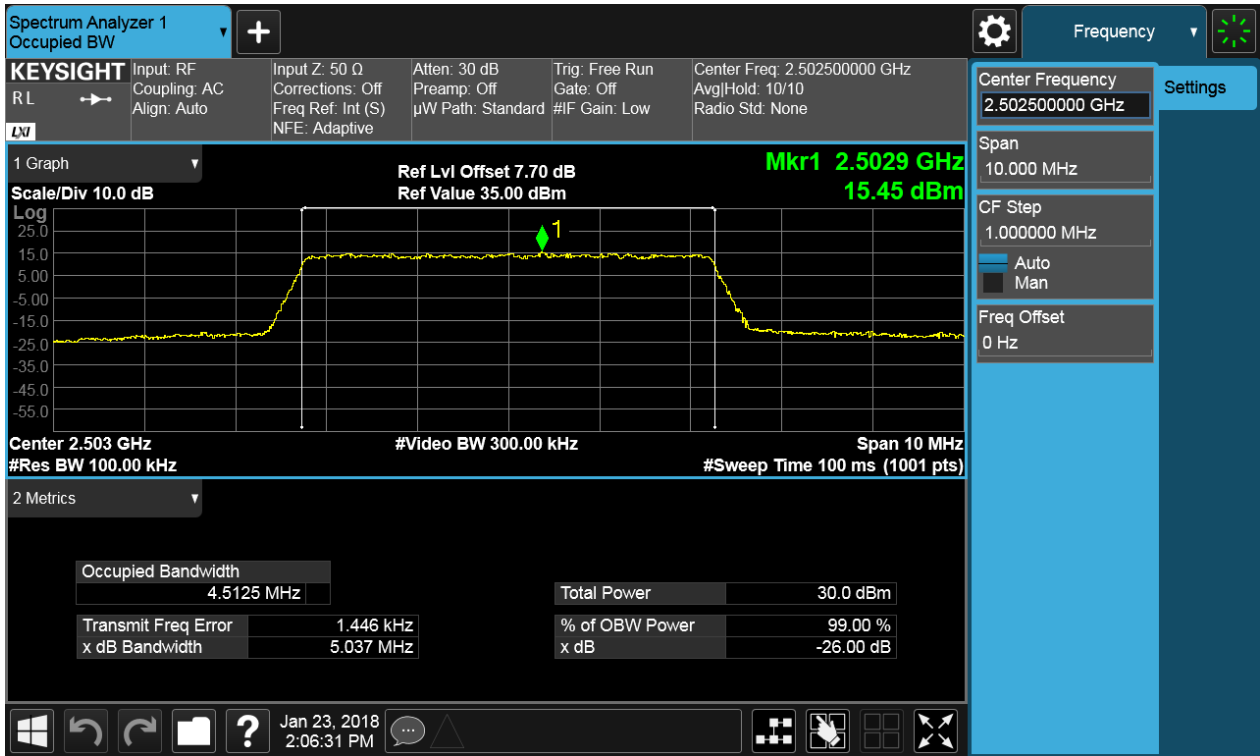 Spectrum Analyzer 1
Occupied BW
+
Frequency
KEYSIGHT
R L
LXI
Input: RF
Coupling: AC
Align: Auto
Input Z: 50 Ω
Corrections: Off
Freq Ref: Int (S)
NFE: Adaptive
Atten: 30 dB
Preamp: Off
µW Path: Standard
Trig: Free Run
Gate: Off
#IF Gain: Low
Center Freq: 2.502500000 GHz
Avg|Hold: 10/10
Radio Std: None
1 Graph
Scale/Div 10.0 dB
Ref Lvl Offset 7.70 dB
Ref Value 35.00 dBm
Mkr1 2.5029 GHz
15.45 dBm
Log
25.0
15.0
5.00
-5.00
-15.0
-25.0
-35.0
-45.0
-55.0
1
Center 2.503 GHz
#Video BW 300.00 kHz
Span 10 MHz
#Res BW 100.00 kHz
#Sweep Time 100 ms (1001 pts)
2 Metrics
Occupied Bandwidth
4.5125 MHz
Total Power 30.0 dBm
Transmit Freq Error 1.446 kHz
% of OBW Power 99.00 %
x dB Bandwidth 5.037 MHz
x dB -26.00 dB
Center Frequency
2.502500000 GHz
Settings
Span
10.000 MHz
CF Step
1.000000 MHz
Auto
Man
Freq Offset
0 Hz
?
Jan 23, 2018
2:06:31 PM